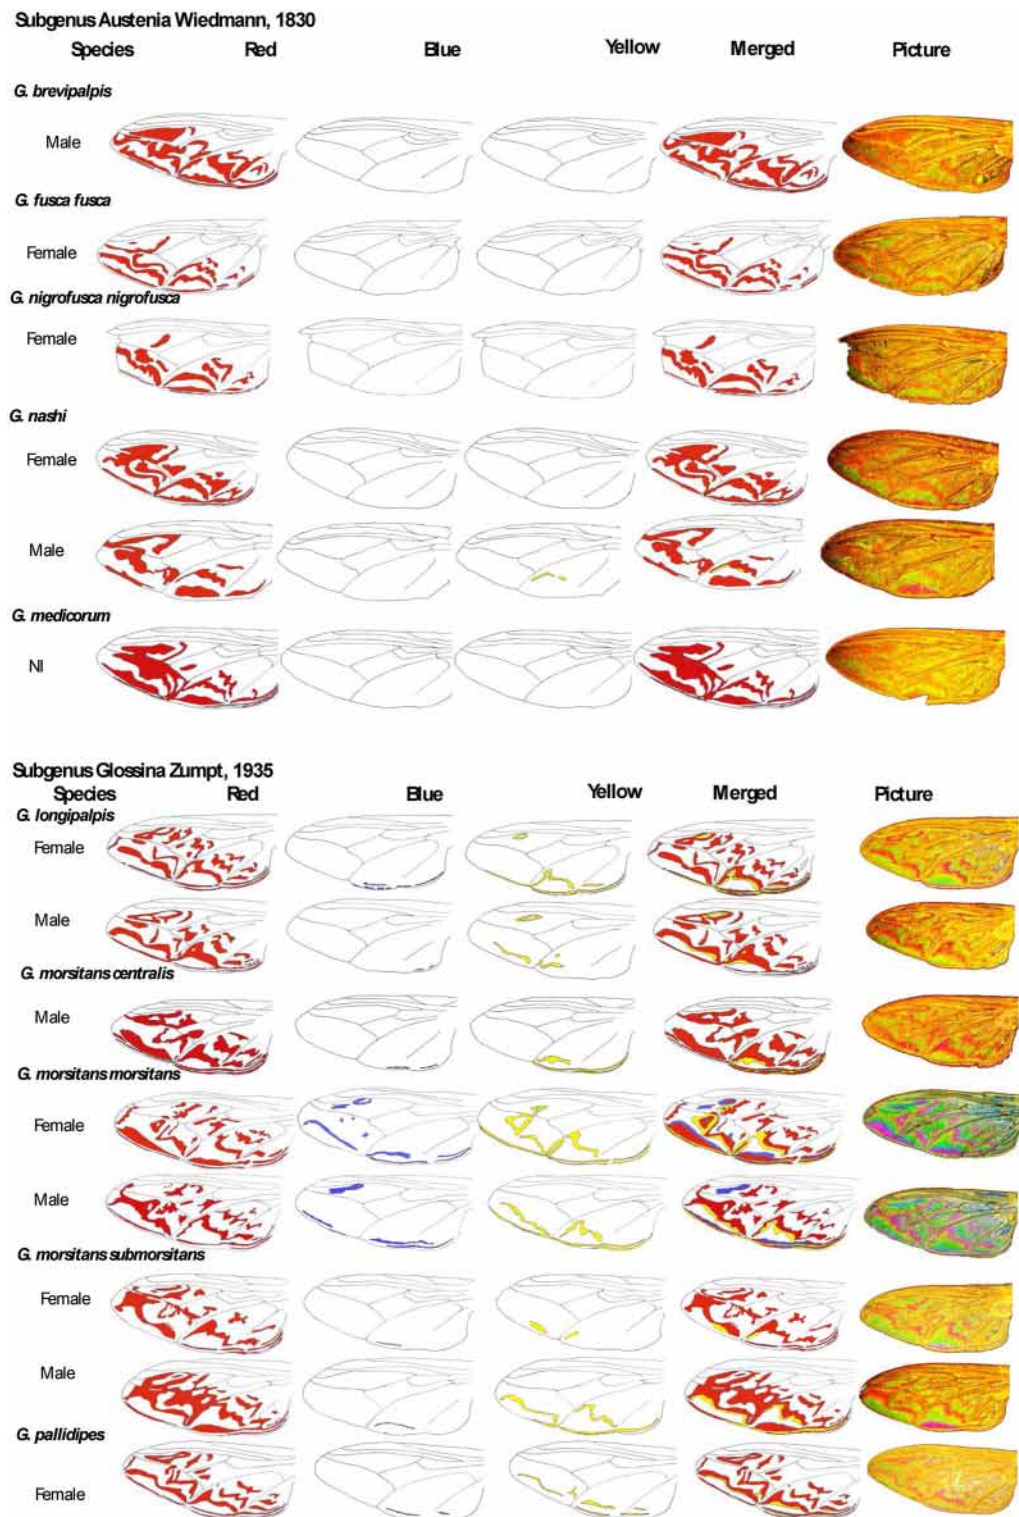 Subgenus Austenia Wiedmann, 1830
Species Red Blue Yellow Merged Picture
G. brevipalpis
Male
G. fusca fusca
Female
G. nigrofusca nigrofusca
Female
G. nashi
Female
Male
G. medicorum
NI
Subgenus Glossina Zumpt, 1935
Species Red Blue Yellow Merged Picture
G. longipalpis
Female
Male
G. morsitans centralis
Male
G. morsitans morsitans
Female
Male
G. morsitans submorsitans
Female
Male
G. pallidipes
Female